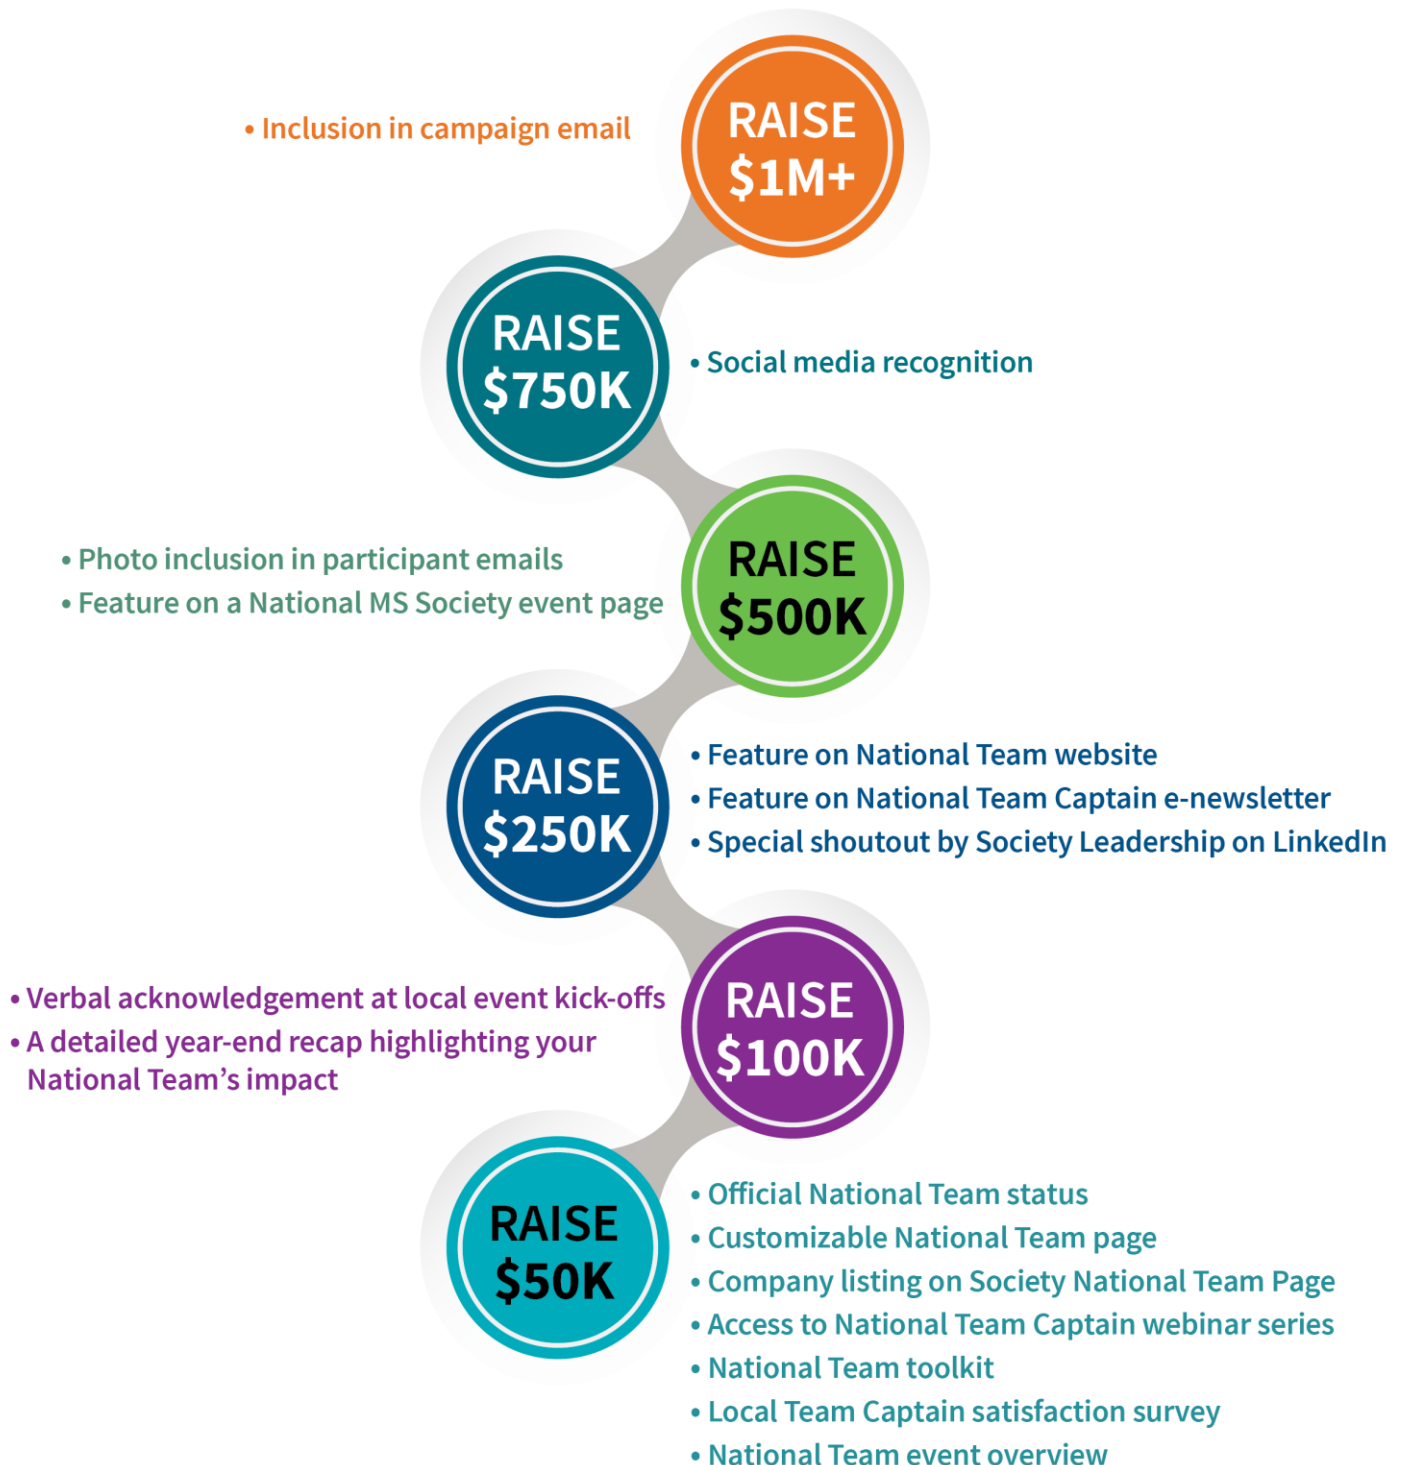 • Inclusion in campaign email
RAISE
$1M+
RAISE
$750K
• Social media recognition
• Photo inclusion in participant emails
• Feature on a National MS Society event page
RAISE
$500K
RAISE
$250K
• Feature on National Team website
• Feature on National Team Captain e-newsletter
• Special shoutout by Society Leadership on LinkedIn
• Verbal acknowledgement at local event kick-offs
• A detailed year-end recap highlighting your
National Team’s impact
RAISE
$100K
RAISE
$50K
• Official National Team status
• Customizable National Team page
• Company listing on Society National Team Page
• Access to National Team Captain webinar series
• National Team toolkit
• Local Team Captain satisfaction survey
• National Team event overview